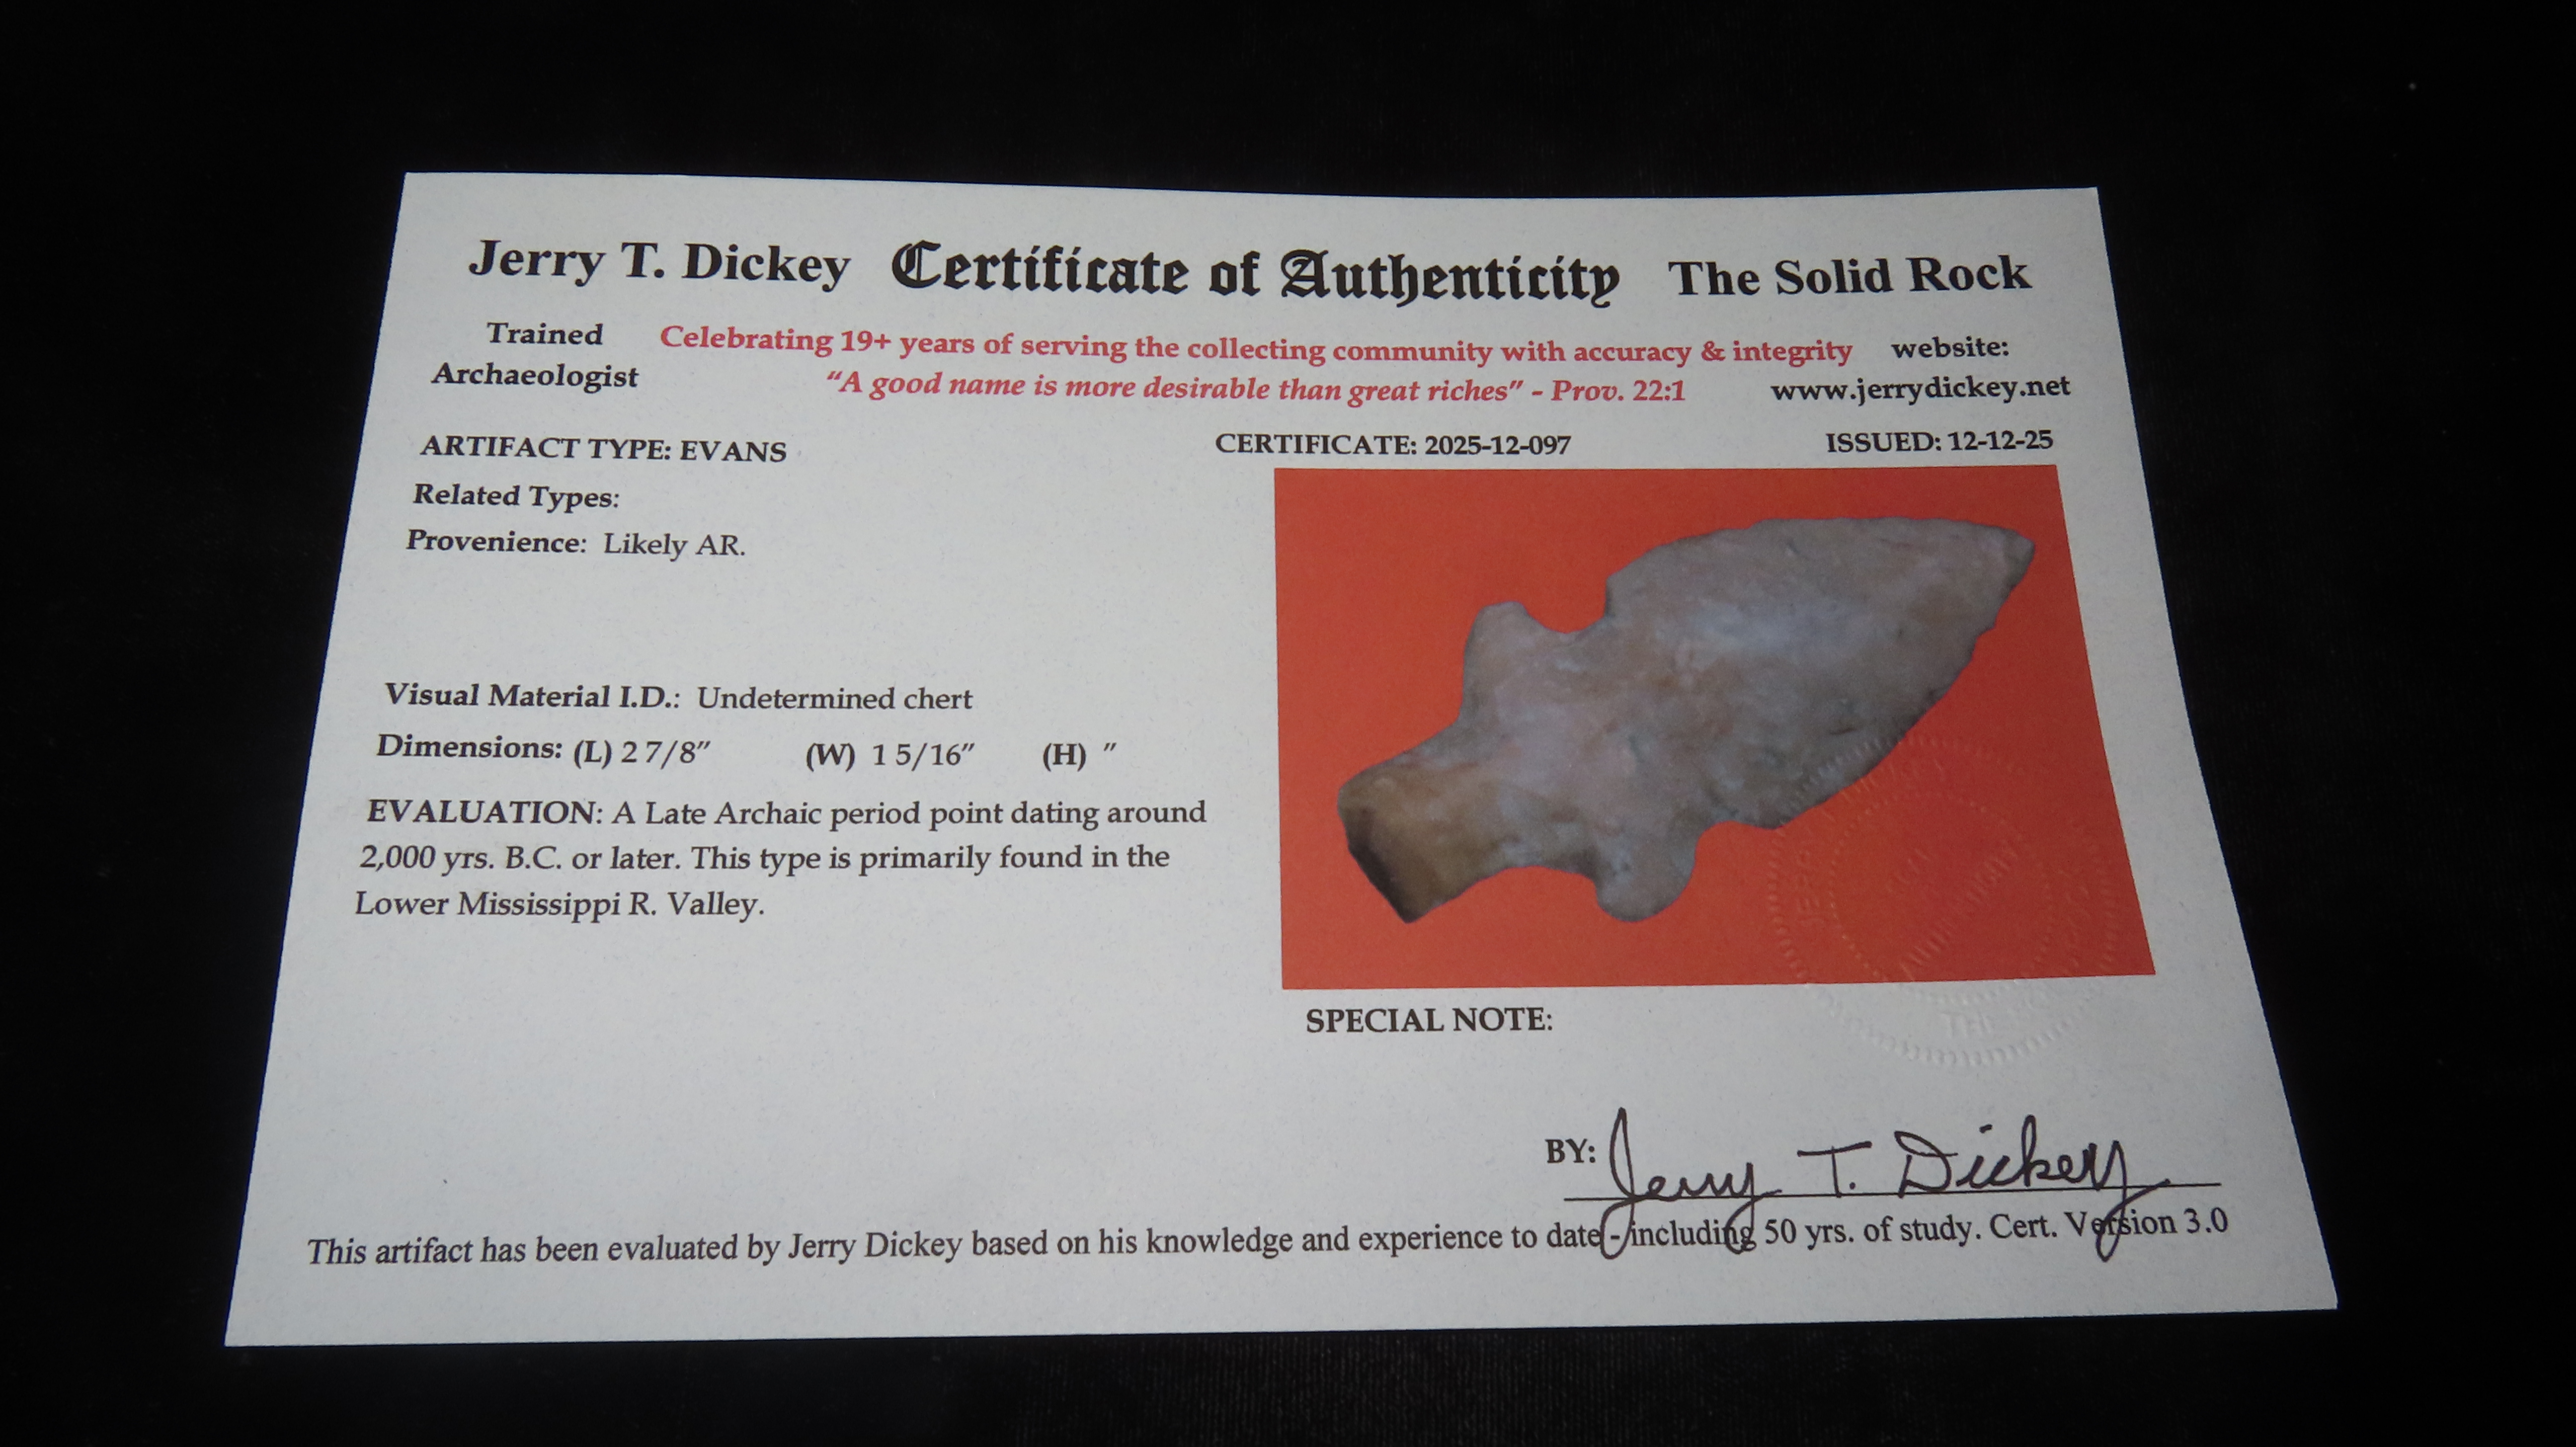 Jerry T. Dickey Certificate of Authenticity The Solid Rock
Trained Archaeologist
Celebrating 19+ years of serving the collecting community with accuracy & integrity
"A good name is more desirable than great riches" - Prov. 22:1
website:
www.jerrydickey.net
ARTIFACT TYPE: EVANS
CERTIFICATE: 2025-12-097
ISSUED: 12-12-25
Related Types:
Provenience: Likely AR.
Visual Material I.D.: Undetermined chert
Dimensions: (L) 2 7/8" (W) 1 5/16" (H) "
EVALUATION: A Late Archaic period point dating around
2,000 yrs. B.C. or later. This type is primarily found in the
Lower Mississippi R. Valley.
SPECIAL NOTE:
BY: Jerry T. Dickey
This artifact has been evaluated by Jerry Dickey based on his knowledge and experience to date - including 50 yrs. of study. Cert. Version 3.0